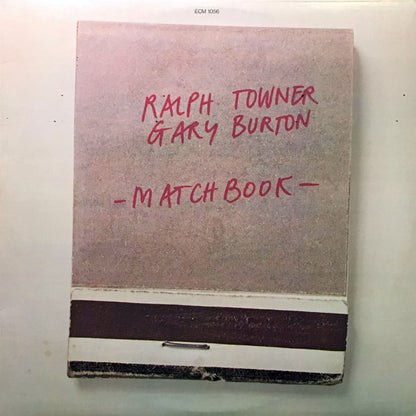 ECM 1056
RALPH TOWNER
GARY BURTON
-MATCHBOOK-